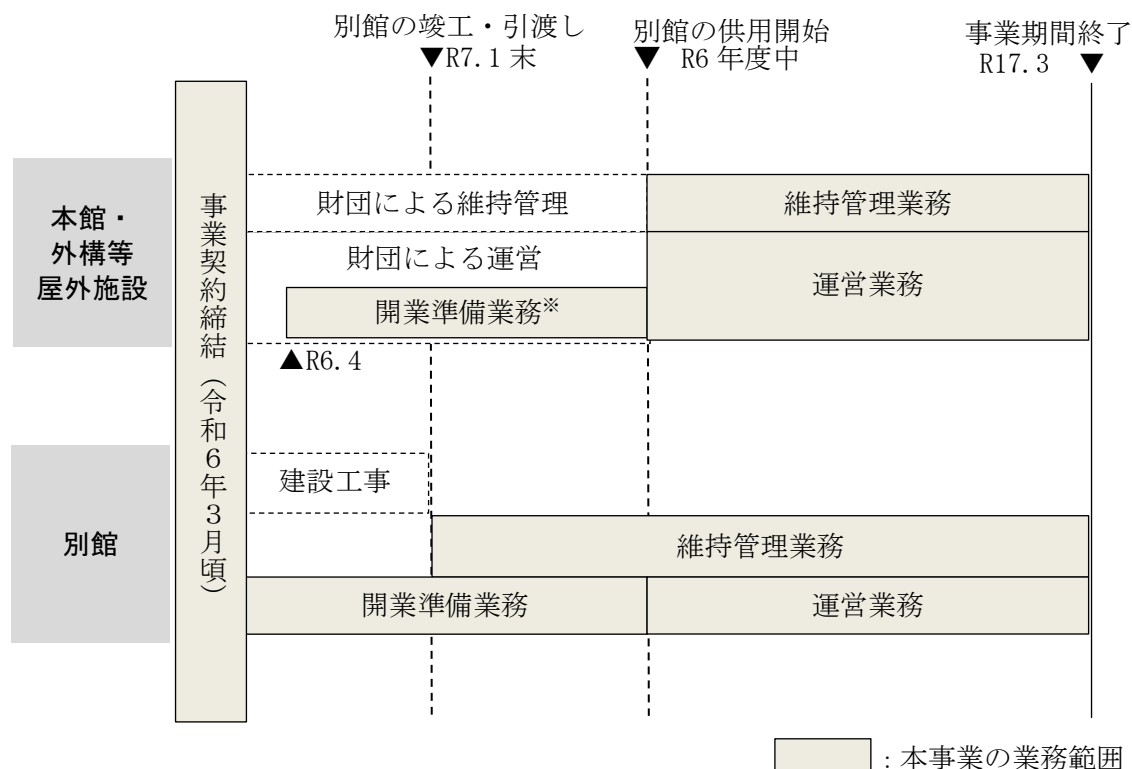 別館の竣工・引渡し
▼R7.1 末
別館の供用開始
▼ R6 年度中
事業期間終了
R17.3 ▼
本館・
外構等
屋外施設
事業契約締結（令和６年３月頃）
財団による維持管理
維持管理業務
財団による運営
運営業務
開業準備業務※
▲R6.4
別館
建設工事
維持管理業務
開業準備業務
運営業務
：本事業の業務範囲